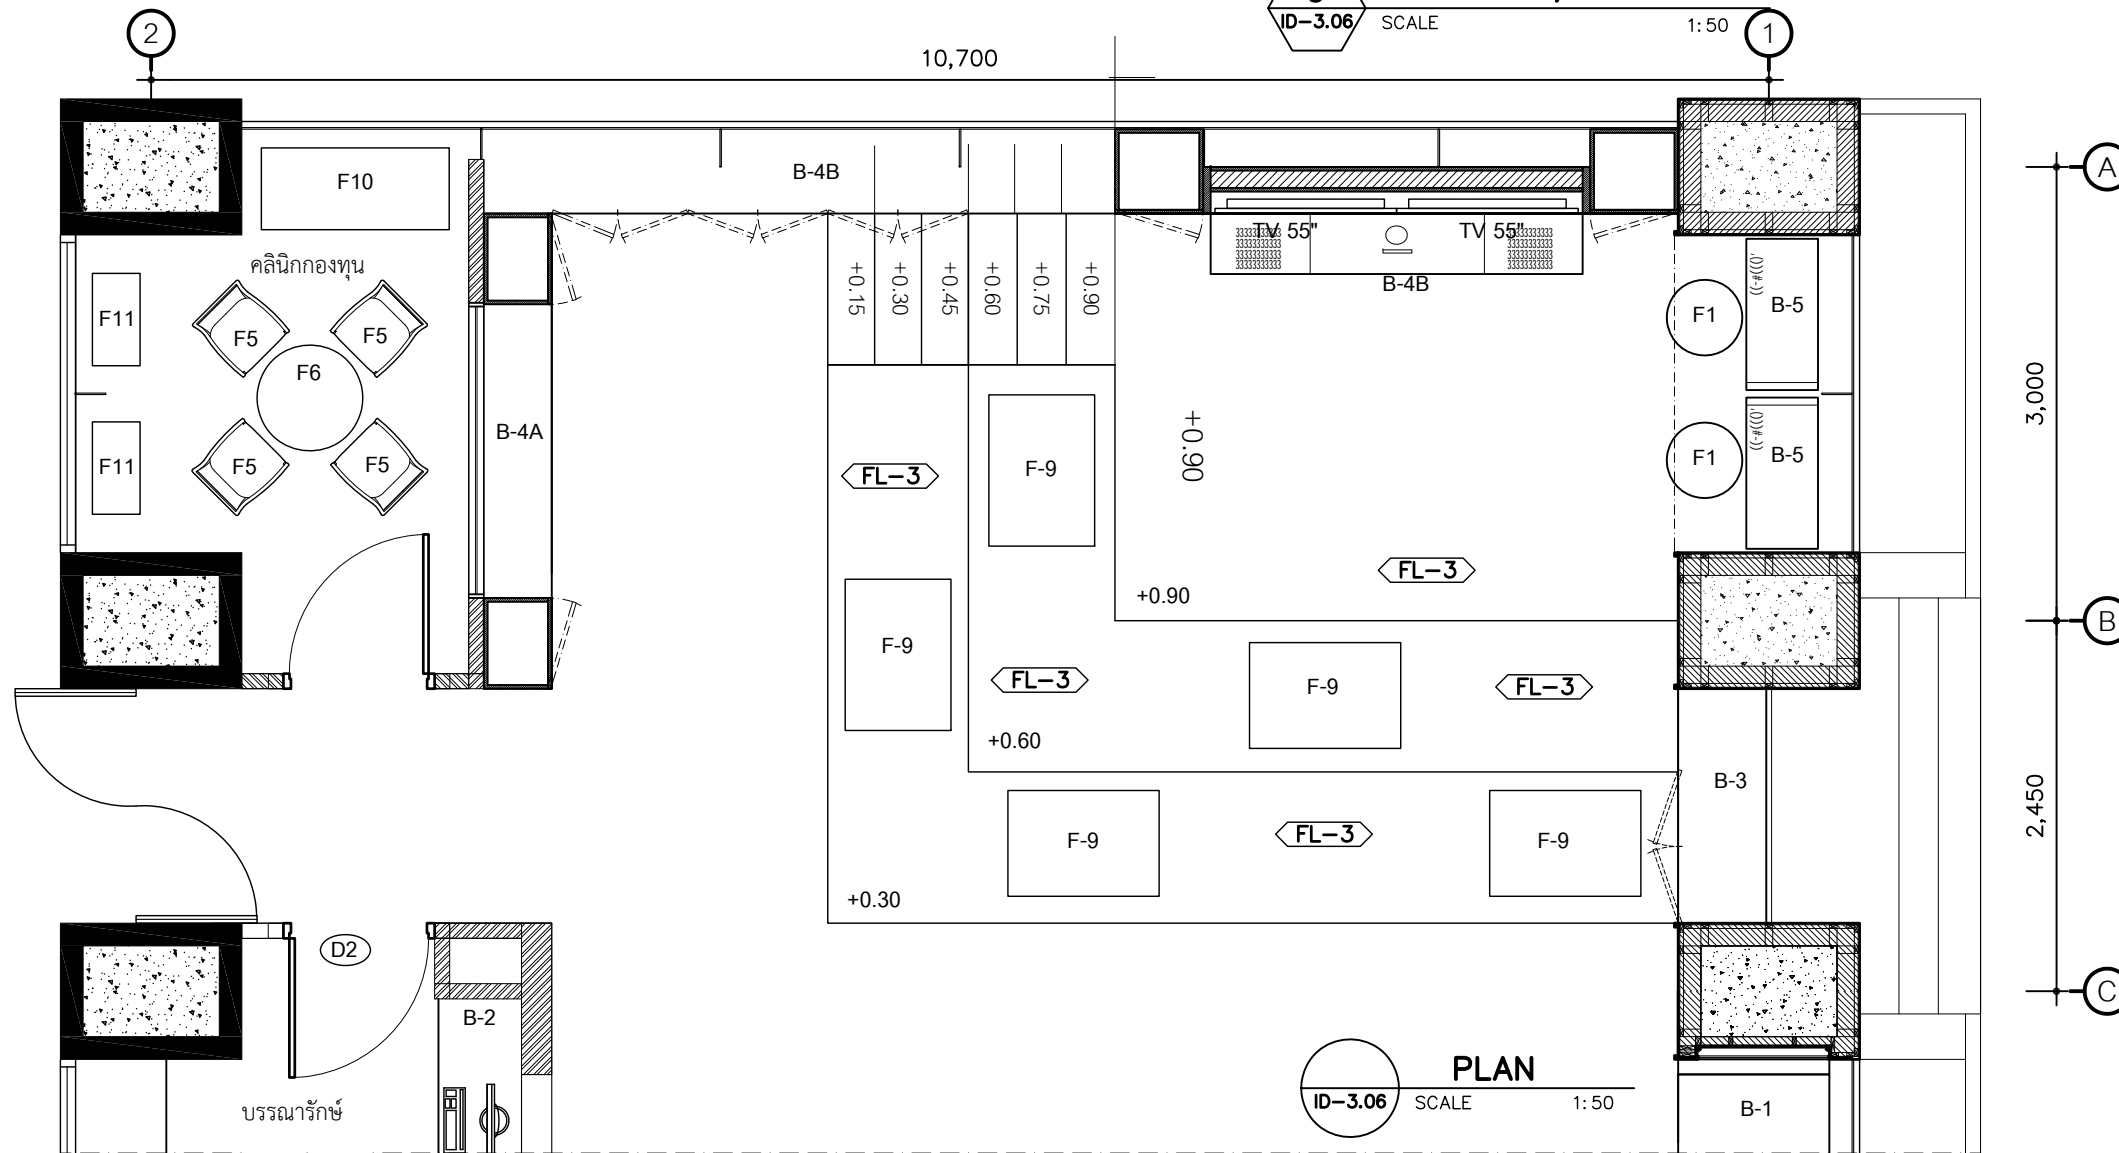 ID-3.06 SCALE 1:50
2
10,700
1
A
F10
B-4B
TV 55" TV 55"
B-4B
คลินิกกองทุน
+0.15 +0.30 +0.45 +0.60 +0.75 +0.90
F11
F5 F5
F6
F1 B-5
3,000
B-4A
+0.90
F11
F5 F5
FL-3
F-9
F1 B-5
FL-3
+0.90
B
F-9
FL-3
F-9
FL-3
+0.60
B-3
2,450
F-9
FL-3
F-9
+0.30
D2
C
B-2
PLAN
ID-3.06 SCALE 1:50
บรรณารักษ์
B-1